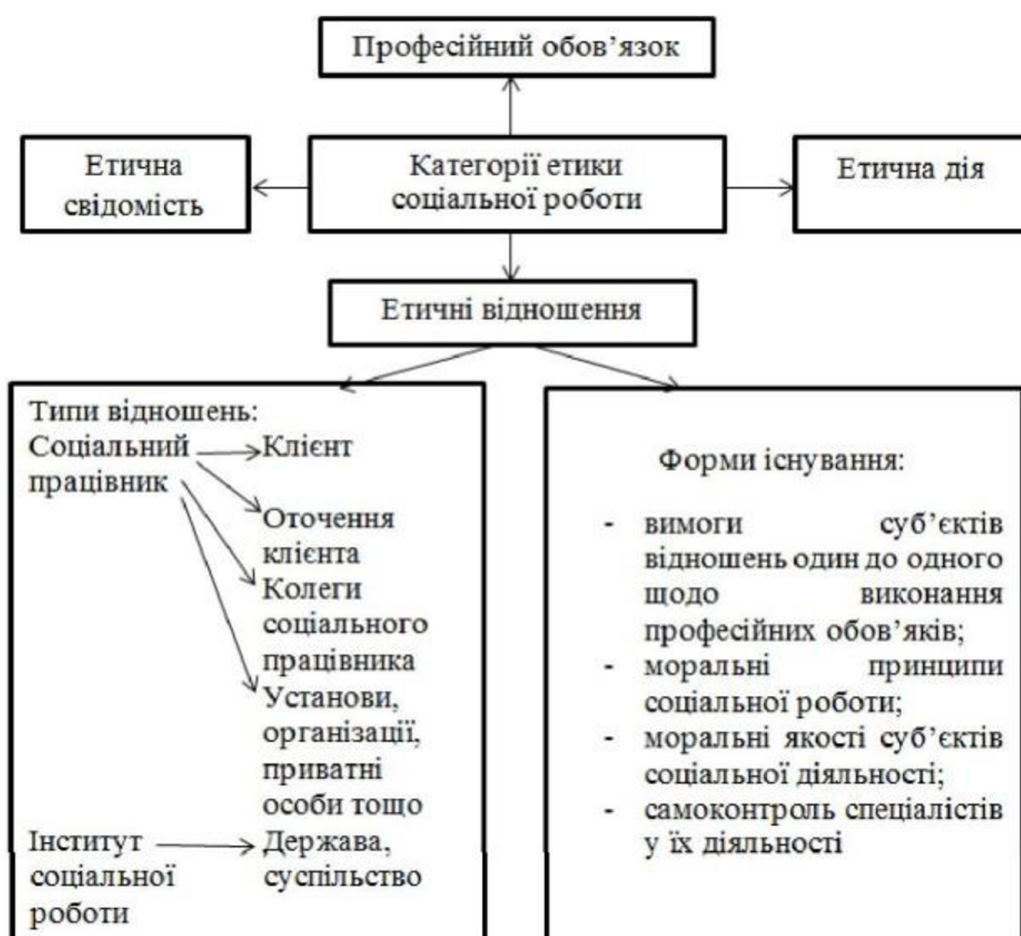 Професійний обов’язок
Етична
свідомість
Категорії етики
соціальної роботи
Етична дія
Етичні відношення
Типи відношень:
Соціальний
працівник
Клієнт
Оточення
клієнта
Колеги
соціального
працівника
Установи,
організації,
приватні
особи тощо
Інститут
соціальної
роботи
Держава,
суспільство
Форми існування:
- вимоги суб’єктів
відношень один до одного
щодо виконання
професійних обов’яків;
- моральні принципи
соціальної роботи;
- моральні якості суб’єктів
соціальної діяльності;
- самоконтроль спеціалістів
у їх діяльності